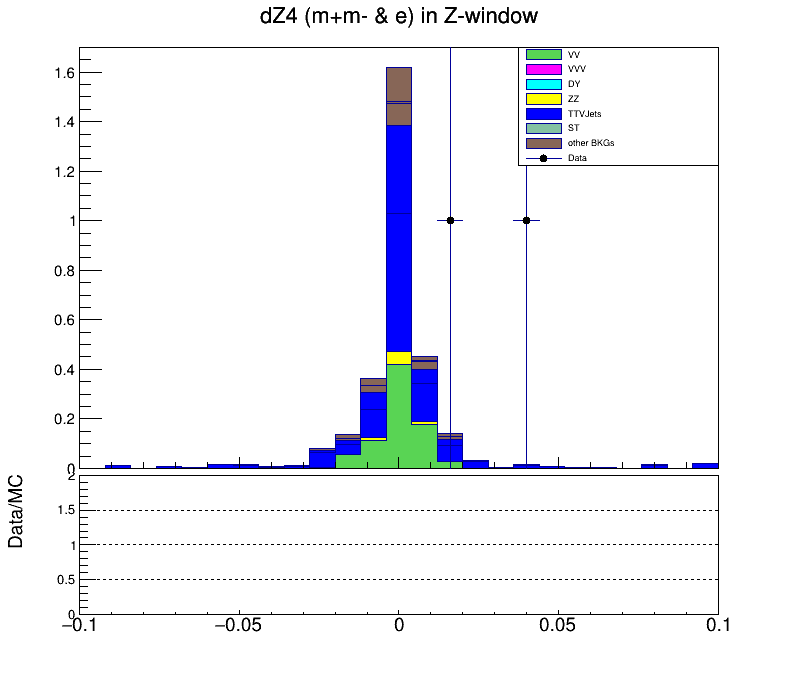 dZ4 (m+m- & e) in Z-window
VV
VVV
DY
ZZ
TTVJets
ST
other BKGs
Data
1.6
1.4
1.2
1
0.8
0.6
0.4
0.2
0
Data/MC
2
1.5
1
0.5
0
−0.1 −0.05 0 0.05 0.1